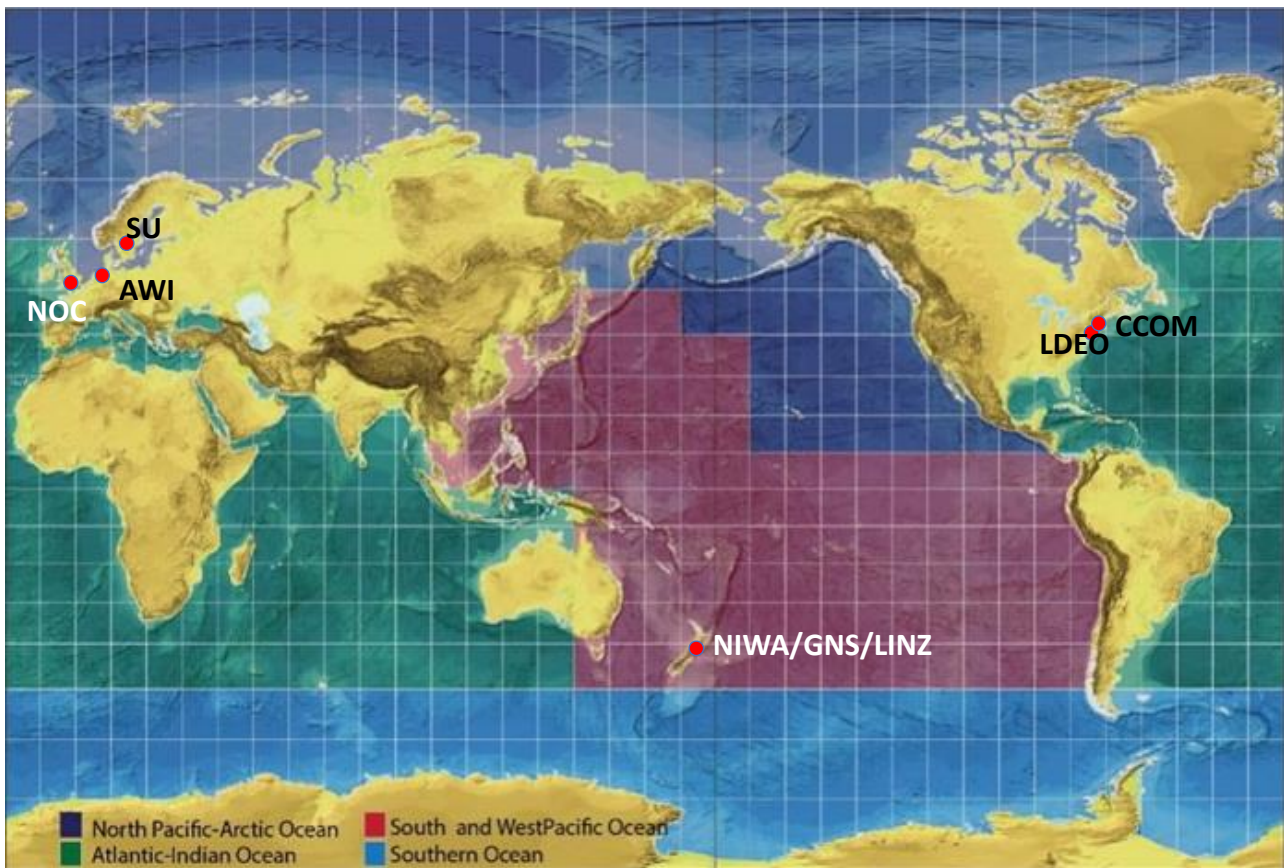 SU
AWI
NOC
CCOM
LDEO
NIWA/GNS/LINZ
North Pacific-Arctic Ocean
South and WestPacific Ocean
Atlantic-Indian Ocean
Southern Ocean